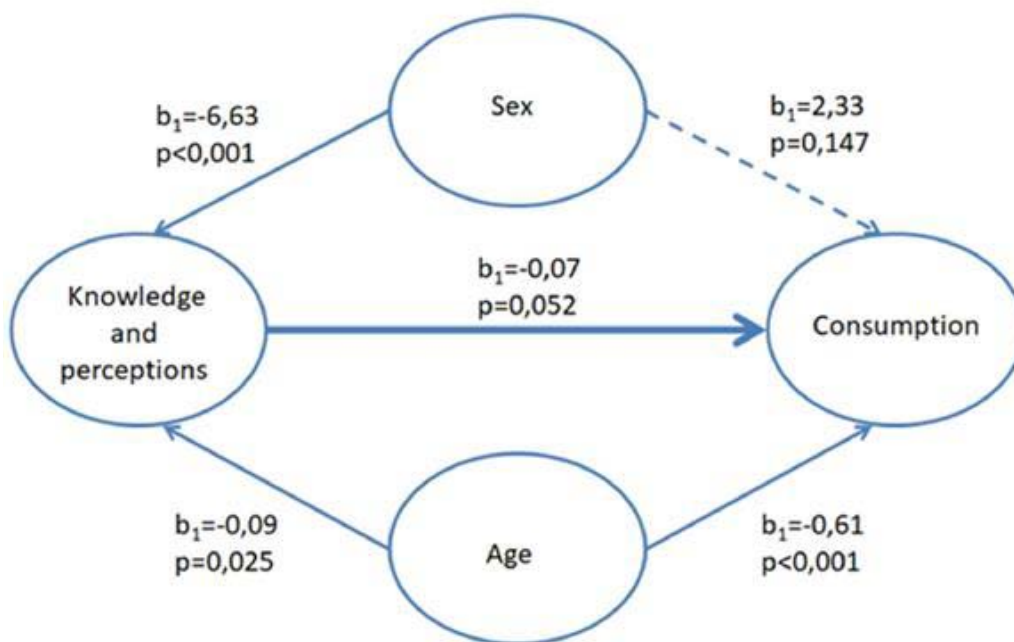 Sex
b₁=-6,63
p<0,001
b₁=2,33
p=0,147
b₁=-0,07
p=0,052
Knowledge
and
perceptions
Consumption
b₁=-0,09
p=0,025
Age
b₁=-0,61
p<0,001